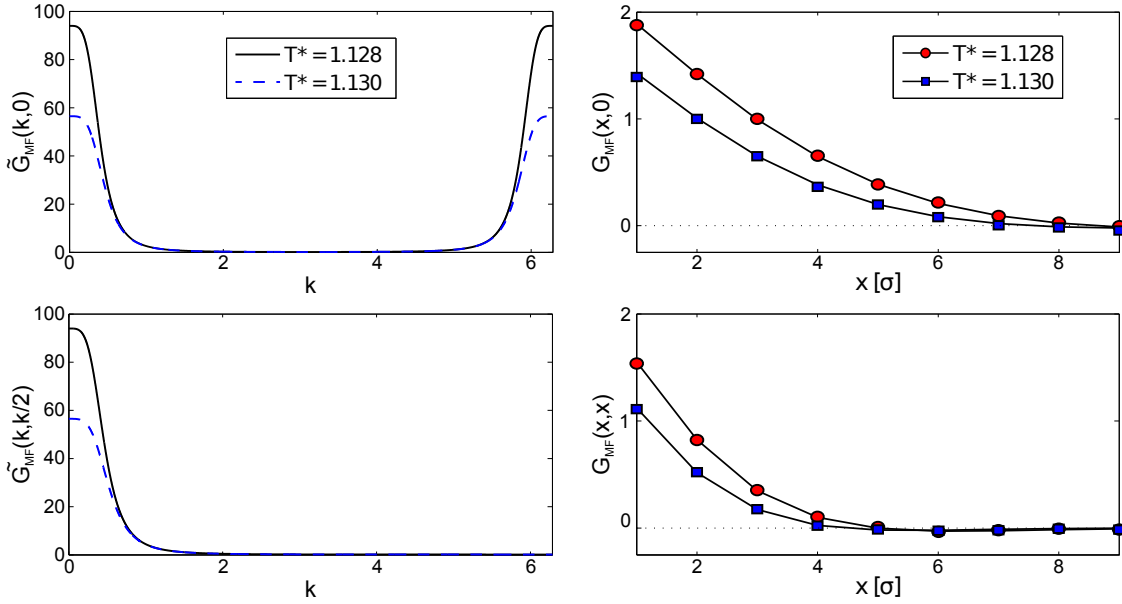 100
80
60
40
20
0
G̃MF(k,0)
T* = 1.128
T* = 1.130
0 2 4 6
k
2
1
0
GMF(x,0)
T* = 1.128
T* = 1.130
2 4 6 8
x [σ]
100
80
60
40
20
0
G̃MF(k,k/2)
0 2 4 6
k
2
1
0
GMF(x,x)
2 4 6 8
x [σ]